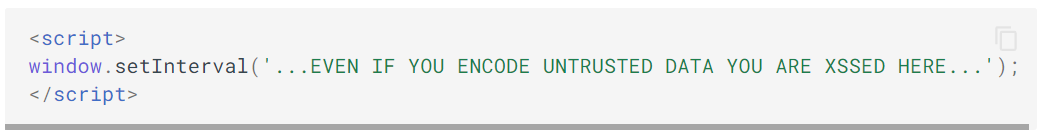 <script>
window.setInterval('...EVEN IF YOU ENCODE UNTRUSTED DATA YOU ARE XSSED HERE...');
</script>